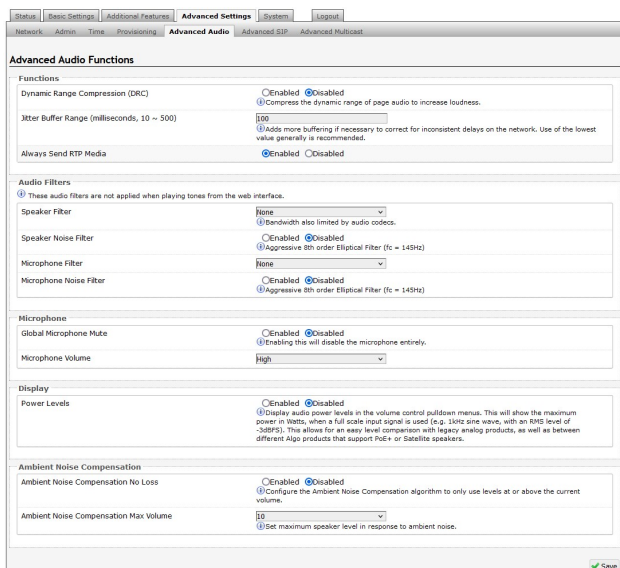 Status Basic Settings Additional Features Advanced Settings System Logout
Network Admin Time Provisioning Advanced Audio Advanced SIP Advanced Multicast
Advanced Audio Functions
Functions
Dynamic Range Compression (DRC) Enabled Disabled
Compress the dynamic range of page audio to increase loudness.
Jitter Buffer Range (milliseconds, 10 ~ 500) 100
Adds more buffering if necessary to correct for inconsistent delays on the network. Use of the lowest
value generally is recommended.
Always Send RTP Media Enabled Disabled
Audio Filters
These audio filters are not applied when playing tones from the web interface.
Speaker Filter None
Bandwidth also limited by audio codecs.
Speaker Noise Filter Enabled Disabled
Aggressive 8th order Elliptical Filter (fc = 145Hz)
Microphone Filter None
Microphone Noise Filter Enabled Disabled
Aggressive 8th order Elliptical Filter (fc = 145Hz)
Microphone
Global Microphone Mute Enabled Disabled
Enabling this will disable the microphone entirely.
Microphone Volume High
Display
Power Levels Enabled Disabled
Display audio power levels in the volume control pulldown menus. This will show the maximum
power in Watts, when a full scale input signal is used (e.g. 1kHz sine wave, with an RMS level of
-3dBFS). This allows for an easy level comparison with legacy analog products, as well as between
different Algo products that support PoE+ or Satellite speakers.
Ambient Noise Compensation
Ambient Noise Compensation No Loss Enabled Disabled
Configure the Ambient Noise Compensation algorithm to only use levels at or above the current
volume.
Ambient Noise Compensation Max Volume 10
Set maximum speaker level in response to ambient noise.
Save